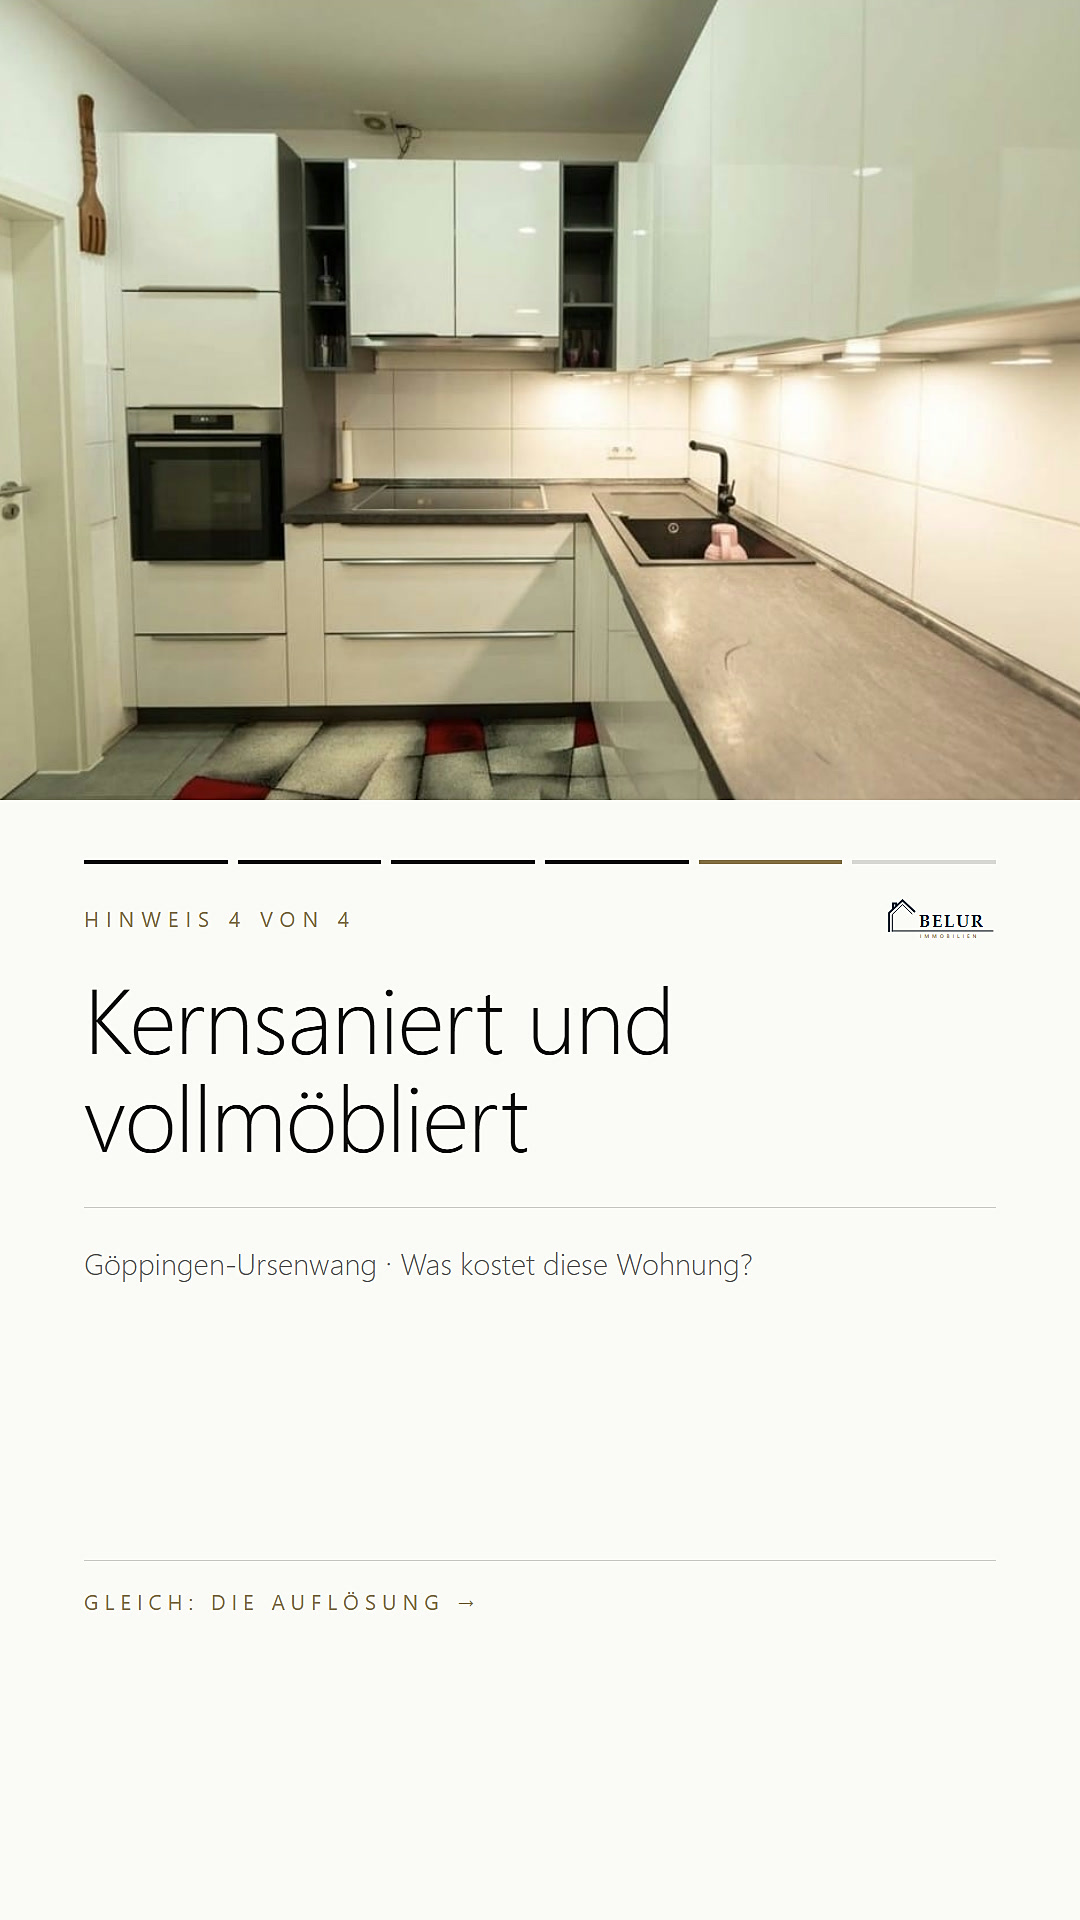 HINWEIS 4 VON 4
BELUR
IMMOBILIEN
Kernsaniert und
vollmöbliert
Göppingen-Ursenwang · Was kostet diese Wohnung?
GLEICH: DIE AUFLÖSUNG →